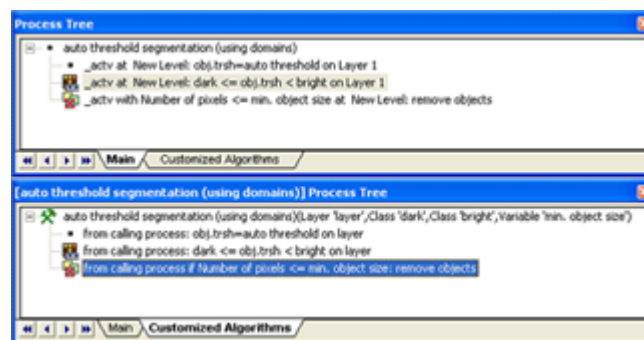 Process Tree
auto threshold segmentation (using domains)
_actv at New Level: obj.trsh=auto threshold on Layer 1
_actv at New Level: dark <= obj.trsh < bright on Layer 1
_actv with Number of pixels <= min. object size at New Level: remove objects
Main Customized Algorithms
[auto threshold segmentation (using domains)] Process Tree
auto threshold segmentation (using domains)(Layer 'layer',Class 'dark',Class 'bright',Variable 'min. object size')
from calling process: obj.trsh=auto threshold on layer
from calling process: dark <= obj.trsh < bright on layer
from calling process if Number of pixels <= min. object size: remove objects
Main Customized Algorithms